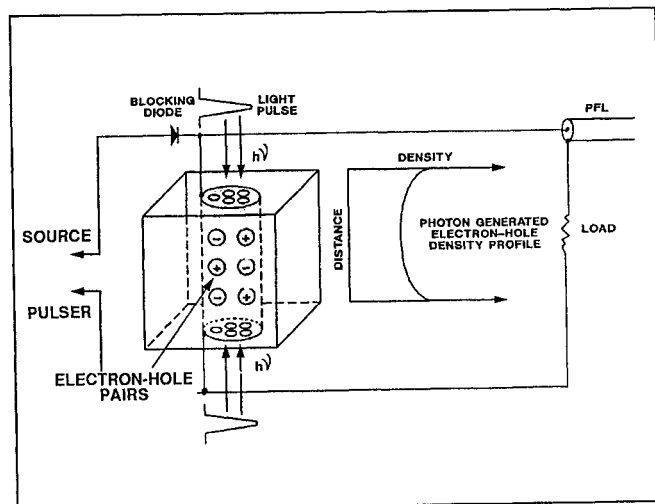 BLOCKING
DIODE
LIGHT
PULSE
PFL
hν
DENSITY
SOURCE
DISTANCE
PHOTON GENERATED
ELECTRON-HOLE
DENSITY PROFILE
LOAD
PULSER
ELECTRON-HOLE
PAIRS
hν